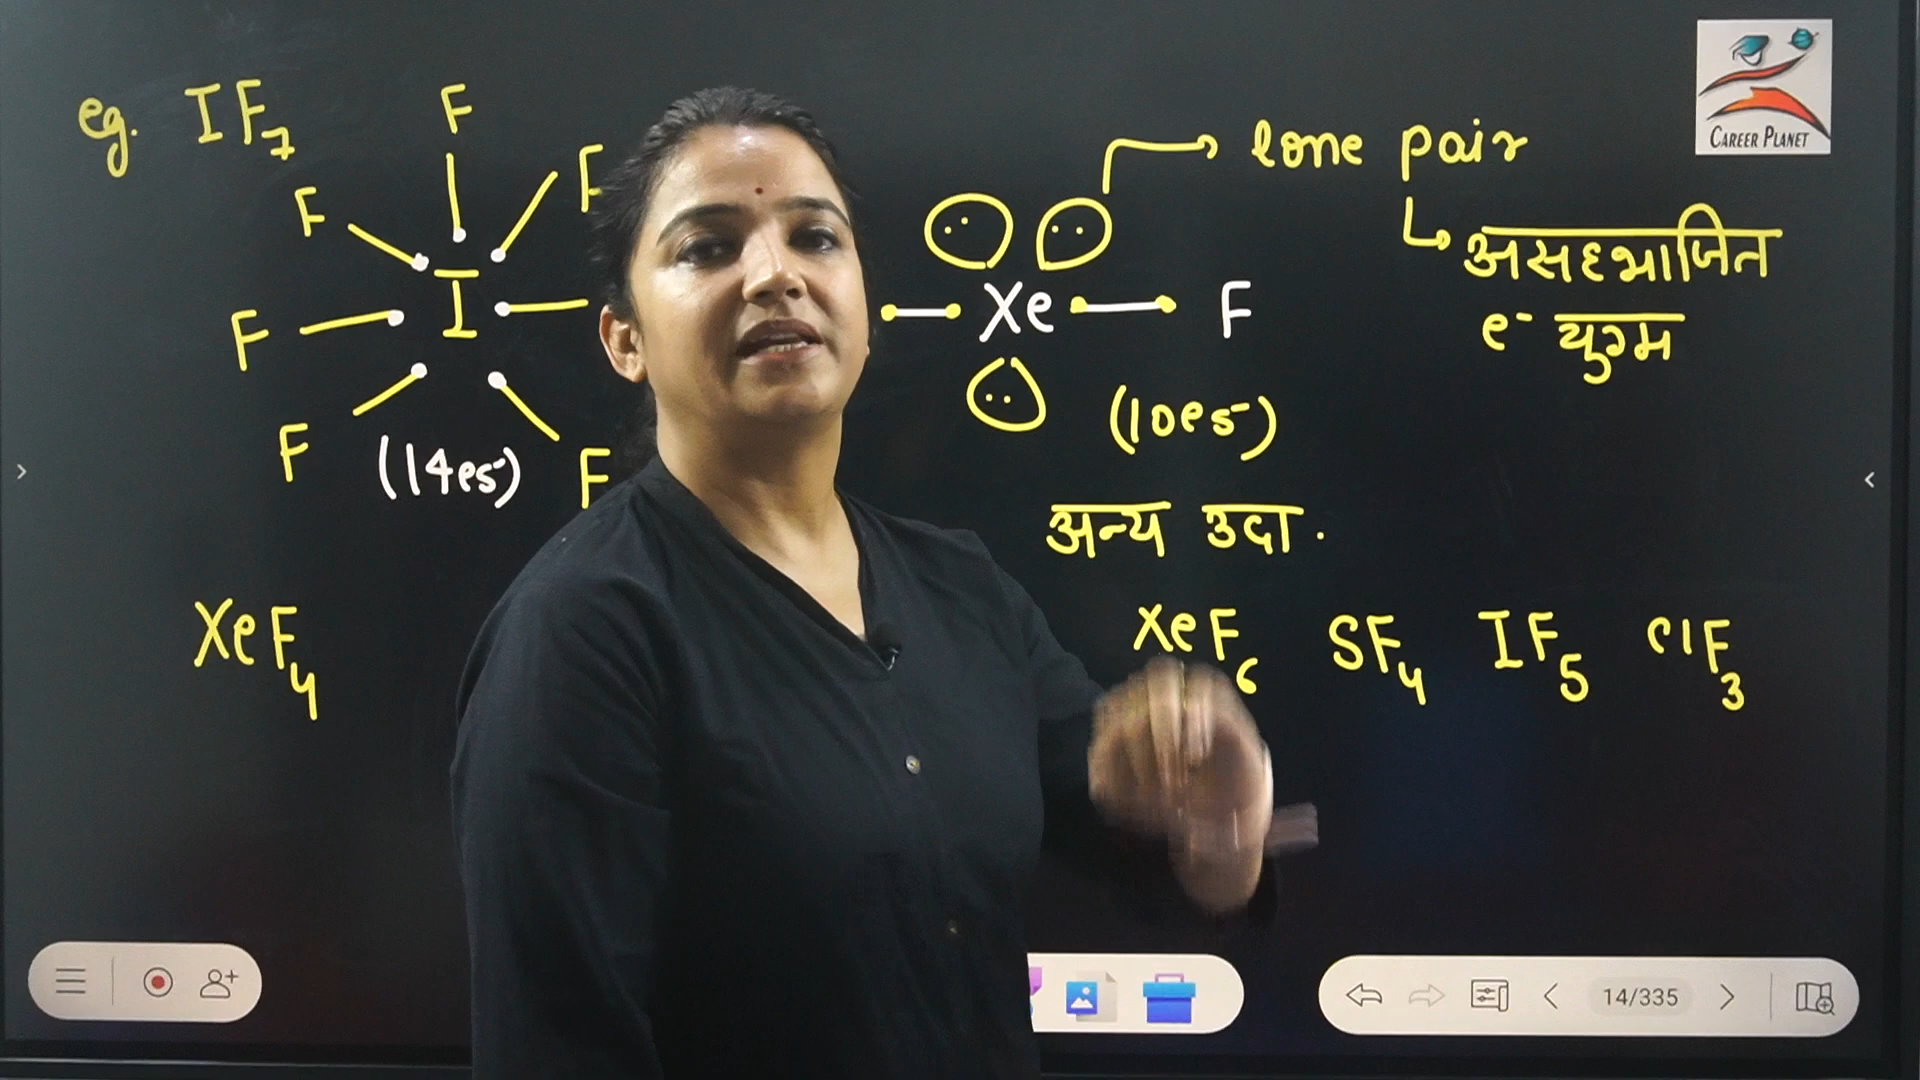 eg. IF7
F
F
F
F
I
F
F
(14es-)
XeF4
Xe
F
(10es-)
lone pair
असहभाजित
e- युग्म
अन्य उदा.
XeF6 SF4 IF5 ClF3
CAREER PLANET
14/335